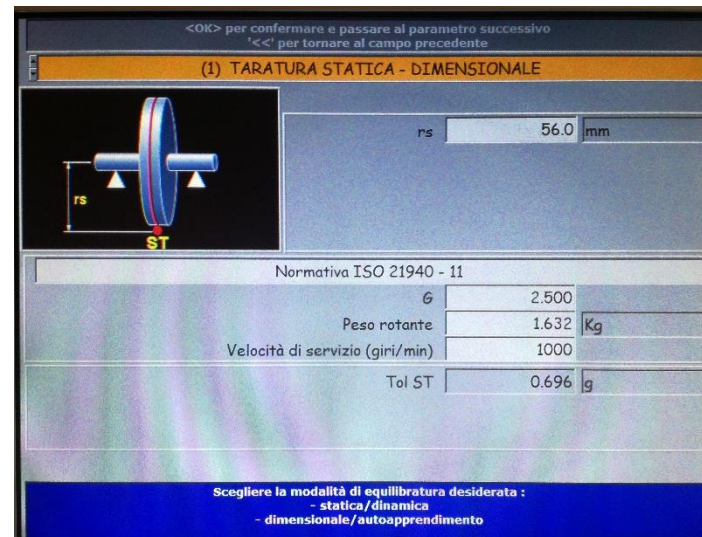 <OK> per confermare e passare al parametro successivo
'<<' per tornare al campo precedente
(1) TARATURA STATICA - DIMENSIONALE
rs 56.0 mm
rs
ST
Normativa ISO 21940 - 11
G 2.500
Peso rotante 1.632 Kg
Velocità di servizio (giri/min) 1000
Tol ST 0.696 g
Scegliere la modalità di equilibratura desiderata :
- statica/dinamica
- dimensionale/autoapprendimento